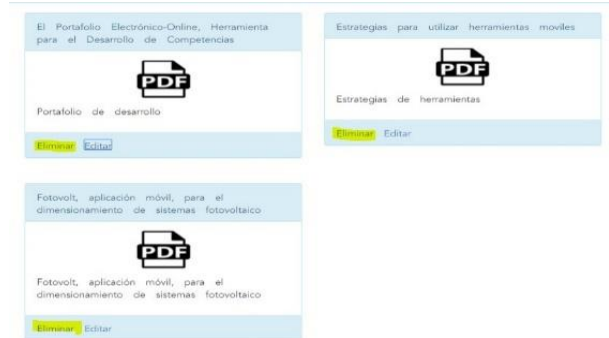 El Portafolio Electrónico-Online, Herramienta
para el Desarrollo de Competencias
PDF
Portafolio de desarrollo
Eliminar Editar
Estrategias para utilizar herramientas moviles
PDF
Estrategias de herramientas
Eliminar Editar
Fotovolt, aplicación móvil, para el
dimensionamiento de sistemas fotovoltaico
PDF
Fotovolt, aplicación móvil, para el
dimensionamiento de sistemas fotovoltaico
Eliminar Editar